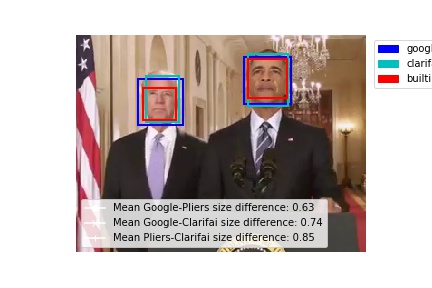 googl
clarifa
builti
Mean Google-Pliers size difference: 0.63
Mean Google-Clarifai size difference: 0.74
Mean Pliers-Clarifai size difference: 0.85